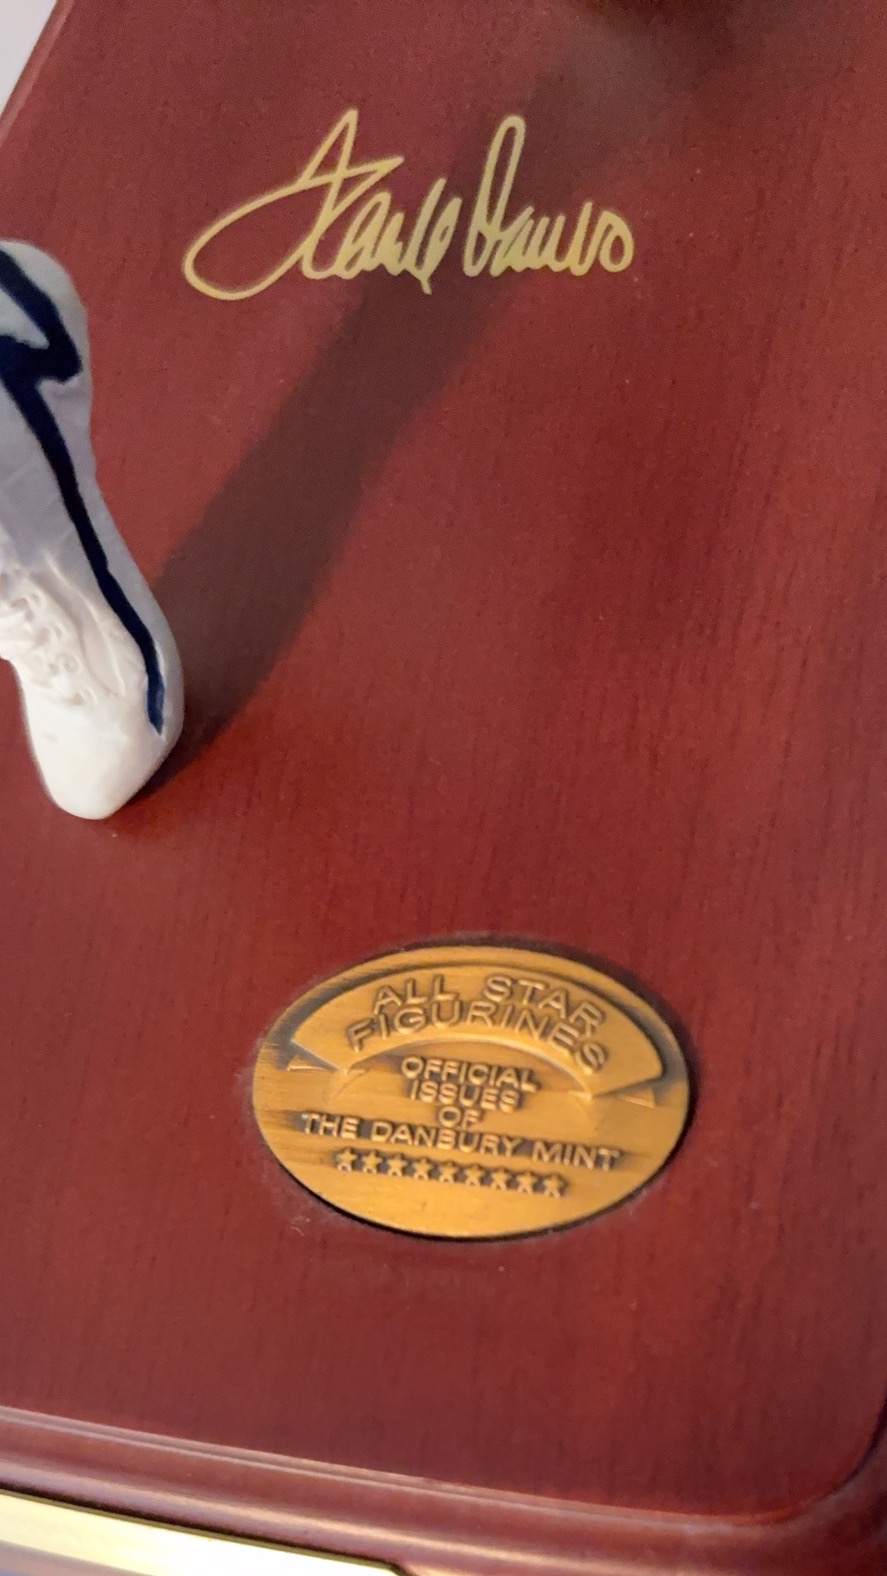 ALL STAR
FIGURINES
OFFICIAL
ISSUES
OF
THE DANBURY MINT